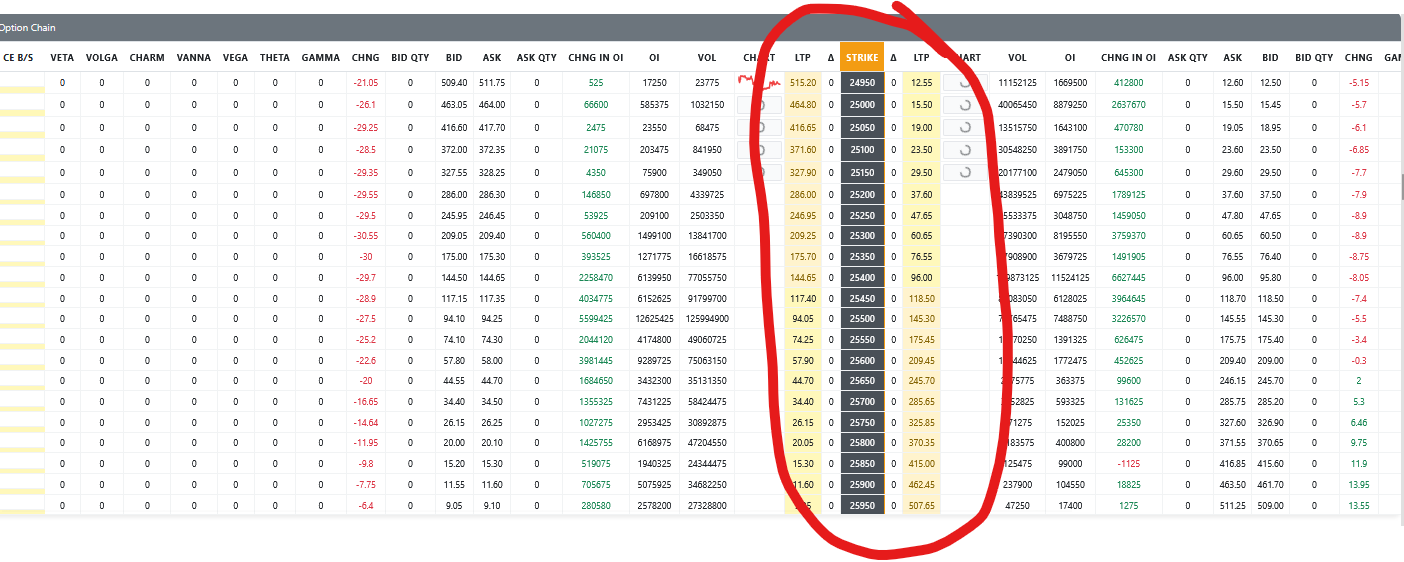 Option Chain
CE B/S VETA VOLGA CHARM VANNA VEGA THETA GAMMA CHNG BID QTY BID ASK ASK QTY CHNG IN OI OI VOL LTP Δ STRIKE Δ LTP VOL OI CHNG IN OI ASK QTY ASK BID BID QTY CHNG
0 0 0 0 0 0 0 -21.05 0 509.40 511.75 0 525 17250 23775 515.20 0 24950 0 12.55 11152125 1669500 412800 0 12.60 12.50 0 -5.15
0 0 0 0 0 0 0 -26.1 0 463.05 464.00 0 66600 585375 1032150 464.80 0 25000 0 15.50 40065450 8879250 2637670 0 15.50 15.45 0 -5.7
0 0 0 0 0 0 0 -29.25 0 416.60 417.70 0 2475 23550 68475 416.65 0 25050 0 19.00 13515750 1643100 470780 0 19.05 18.95 0 -6.1
0 0 0 0 0 0 0 -28.5 0 372.00 372.35 0 21075 203475 841950 371.60 0 25100 0 23.50 30548250 3891750 153300 0 23.60 23.50 0 -6.85
0 0 0 0 0 0 0 -29.35 0 327.55 328.25 0 4350 75900 349050 327.90 0 25150 0 29.50 20177100 2479050 645300 0 29.60 29.50 0 -7.7
0 0 0 0 0 0 0 -29.55 0 286.00 286.30 0 146850 697800 4339725 286.00 0 25200 0 37.60 6975225 1789125 0 37.60 37.50 0 -7.9
0 0 0 0 0 0 0 -29.5 0 245.95 246.45 0 53925 209100 2503350 246.95 0 25250 0 47.65 3048750 1459050 0 47.80 47.65 0 -8.9
0 0 0 0 0 0 0 -30.55 0 209.05 209.40 0 560400 1499100 13841700 209.25 0 25300 0 60.65 8195550 3759370 0 60.65 60.50 0 -8.9
0 0 0 0 0 0 0 -30 0 175.00 175.30 0 393525 1271775 16618575 175.70 0 25350 0 76.55 3679725 1491905 0 76.55 76.40 0 -8.75
0 0 0 0 0 0 0 -29.7 0 144.50 144.65 0 2258470 6139950 77055750 144.65 0 25400 0 96.00 11524125 6627445 0 96.00 95.80 0 -8.05
0 0 0 0 0 0 0 -28.9 0 117.15 117.35 0 4034775 6152625 91799700 117.40 0 25450 0 118.50 6128025 3964645 0 118.70 118.50 0 -7.4
0 0 0 0 0 0 0 -27.5 0 94.10 94.25 0 5599425 12625425 125994900 94.05 0 25500 0 145.30 7488750 3226570 0 145.55 145.30 0 -5.5
0 0 0 0 0 0 0 -25.2 0 74.10 74.30 0 2044120 4174800 49060725 74.25 0 25550 0 175.45 1391325 626475 0 175.75 175.40 0 -3.4
0 0 0 0 0 0 0 -22.6 0 57.80 58.00 0 3981445 9289725 75063150 57.90 0 25600 0 209.45 1772475 452625 0 209.40 209.00 0 -0.3
0 0 0 0 0 0 0 -20 0 44.55 44.70 0 1684650 3432300 35131350 44.70 0 25650 0 245.70 363375 99600 0 246.15 245.70 0 2
0 0 0 0 0 0 0 -16.65 0 34.40 34.50 0 1355325 7431225 58424475 34.40 0 25700 0 285.65 593325 131625 0 285.75 285.20 0 5.3
0 0 0 0 0 0 0 -14.64 0 26.15 26.25 0 1027275 2953425 30892875 26.15 0 25750 0 325.85 152025 25350 0 327.60 326.90 0 6.46
0 0 0 0 0 0 0 -11.95 0 20.00 20.10 0 1425755 6168975 47204550 20.05 0 25800 0 370.35 400800 28200 0 371.55 370.65 0 9.75
0 0 0 0 0 0 0 -9.8 0 15.20 15.30 0 519075 1940325 24344475 15.30 0 25850 0 415.00 99000 -1125 0 416.85 415.60 0 11.9
0 0 0 0 0 0 0 -7.75 0 11.55 11.60 0 705675 5075925 34682250 11.60 0 25900 0 462.45 237900 104550 18825 0 463.50 461.70 0 13.95
0 0 0 0 0 0 0 -6.4 0 9.05 9.10 0 280580 2578200 27328800 0 25950 0 507.65 47250 17400 1275 0 511.25 509.00 0 13.55